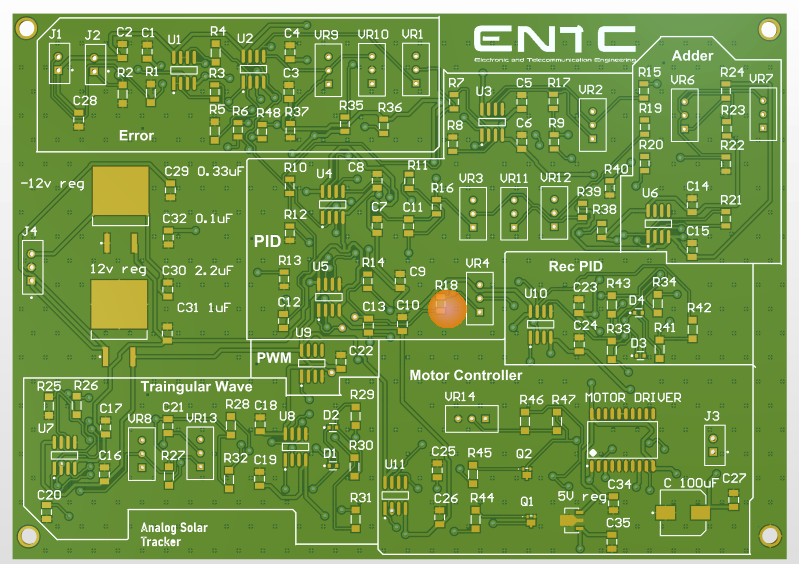 ENTC
Electronic and Telecommunication Engineering
J1
J2
C2
C1
U1
R4
U2
C4
VR9
VR10
VR1
R2
R1
R3
C3
C28
R5
R6
R48
R37
R35
R36
Error
R7
U3
C5
R17
VR2
R8
C6
R9
Adder
R15
VR6
R24
VR7
R19
R23
R20
R22
R40
U6
C14
R21
C15
-12v reg
C29 0.33uF
C32 0.1uF
J4
12v reg
C30 2.2uF
C31 1uF
R10
U4
C8
R11
R12
C7
C11
R16
VR3
VR11
VR12
R39
R38
PID
R13
U5
R14
C9
R18
VR4
C12
C13
C10
U9
Rec PID
U10
C23
R43
R34
D4
R42
C24
R33
R41
D3
PWM
C22
Traingular Wave
R25
R26
C17
U7
VR8
C21
VR13
R28
C18
U8
D2
R29
C16
R27
R32
C19
D1
R30
C20
R31
Analog Solar
Tracker
Motor Controller
VR14
R46
R47
MOTOR DRIVER
J3
U11
C25
R45
Q2
C26
R44
Q1
5V reg
C34
C35
C 100uF
C27